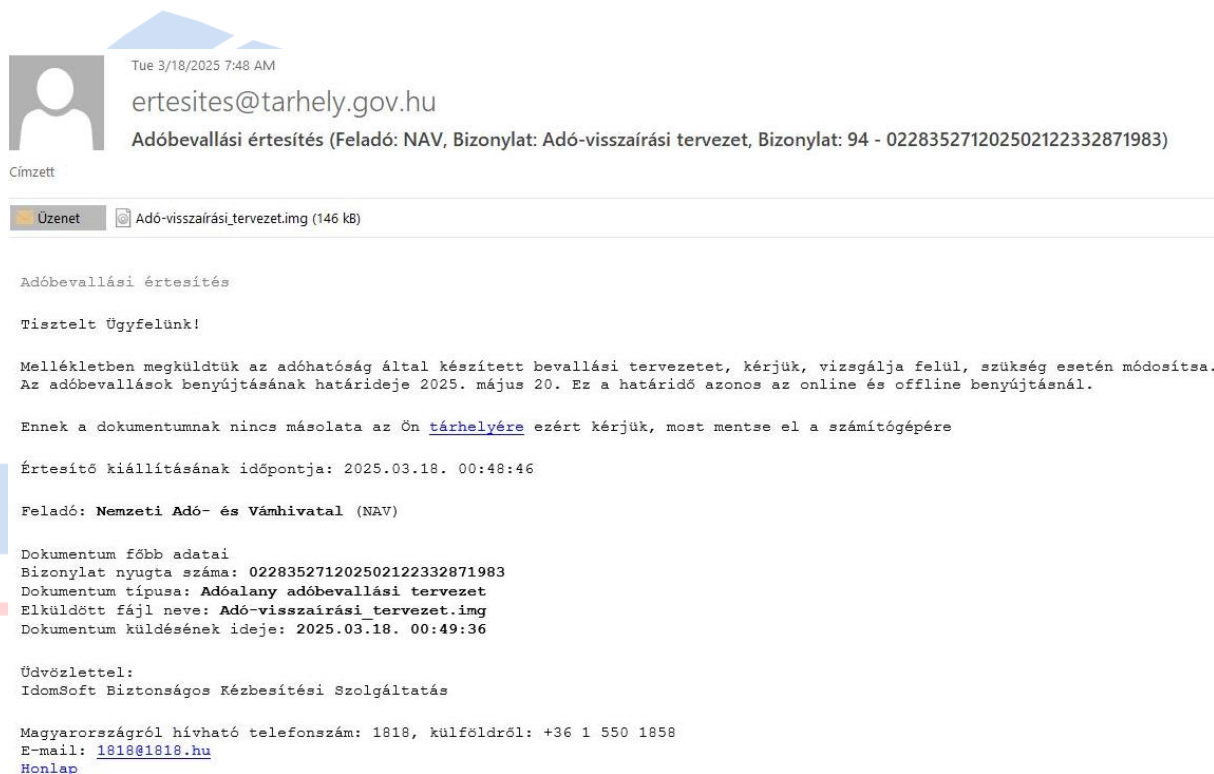 Tue 3/18/2025 7:48 AM
ertesites@tarhely.gov.hu
Adóbevallási értesítés (Feladó: NAV, Bizonylat: Adó-visszaírási tervezet, Bizonylat: 94 - 022835271202502122332871983)
Címzett
Üzenet Adó-visszaírási_tervezet.img (146 kB)
Adóbevallási értesítés
Tisztelt Ügyfelünk!
Mellékletben megküldtük az adóhatóság által készített bevallási tervezetet, kérjük, vizsgálja felül, szükség esetén módosítsa.
Az adóbevallások benyújtásának határideje 2025. május 20. Ez a határidő azonos az online és offline benyújtásnál.
Ennek a dokumentumnak nincs másolata az Ön tárhelyére ezért kérjük, most mentse el a számítógépére
Értesítő kiállításának időpontja: 2025.03.18. 00:48:46
Feladó: Nemzeti Adó- és Vámhivatal (NAV)
Dokumentum főbb adatai
Bizonylat nyugta száma: 022835271202502122332871983
Dokumentum típusa: Adóalany adóbevallási tervezet
Elküldött fájl neve: Adó-visszaírási_tervezet.img
Dokumentum küldésének ideje: 2025.03.18. 00:49:36
Üdvözlettel:
IdomSoft Biztonságos Kézbesítési Szolgáltatás
Magyarországról hívható telefonszám: 1818, külföldről: +36 1 550 1858
E-mail: 1818@1818.hu
Honlap